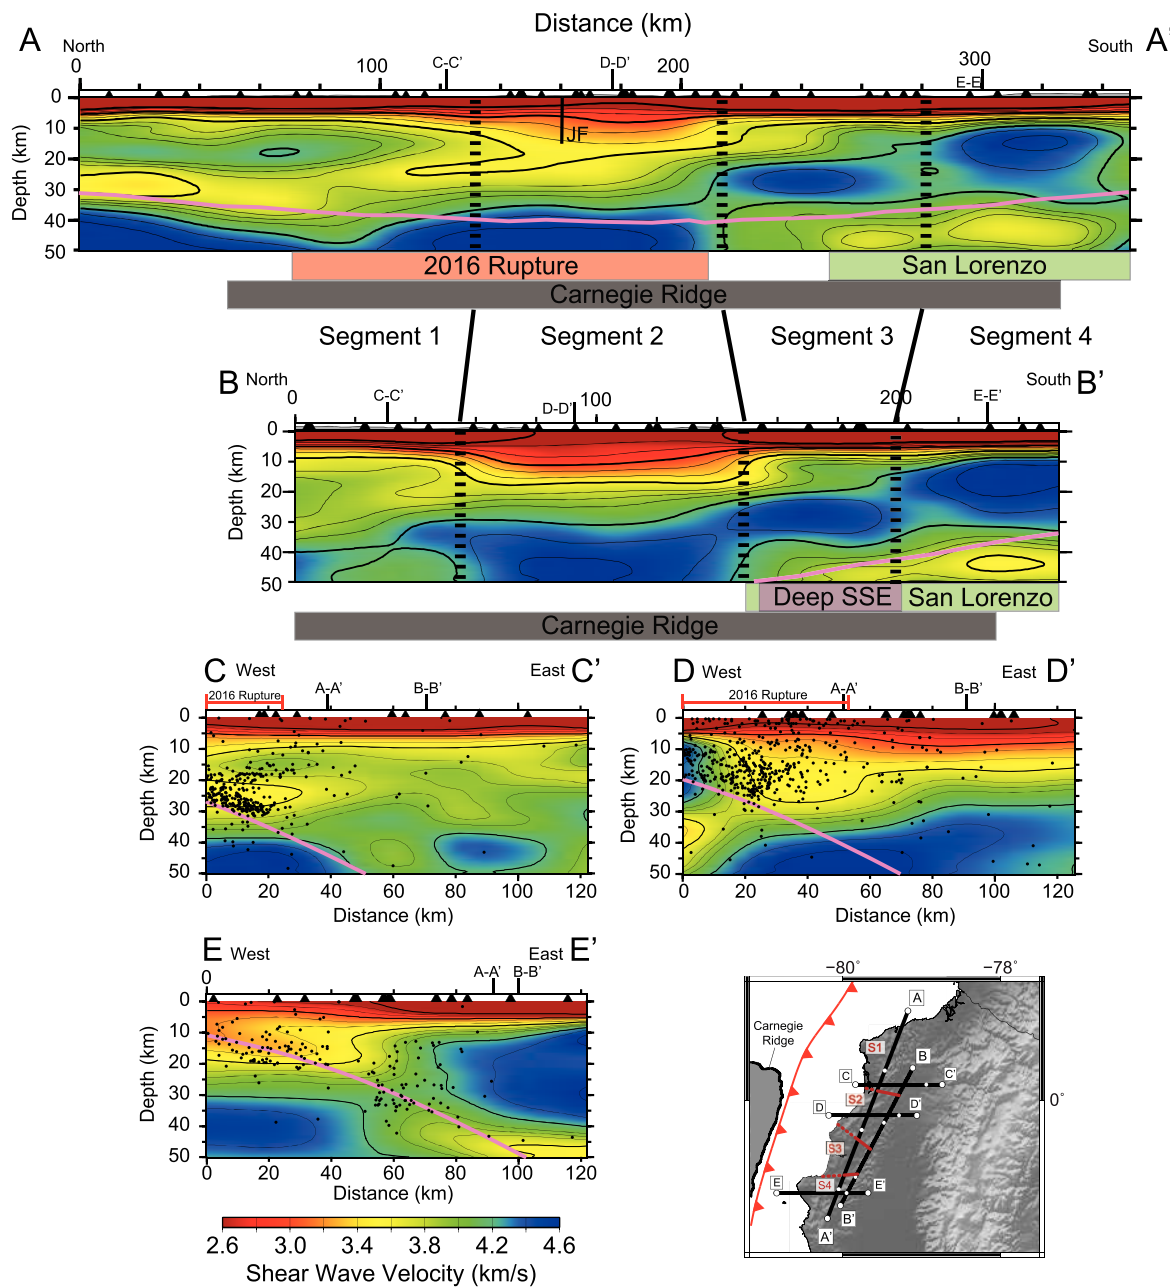 Distance (km)
A North South A'
0 100 C-C' D-D' 200 300 E-E'
Depth (km)
0
10
20
30
40
50
JF
2016 Rupture San Lorenzo
Carnegie Ridge
Segment 1 Segment 2 Segment 3 Segment 4
B North South B'
0 C-C' D-D' 100 200 E-E'
Depth (km)
0
10
20
30
40
50
Deep SSE San Lorenzo
Carnegie Ridge
C West East C'
2016 Rupture A-A' B-B'
Depth (km)
0
10
20
30
40
50
0 20 40 60 80 100 120
Distance (km)
D West East D'
2016 Rupture A-A' B-B'
Depth (km)
0
10
20
30
40
50
0 20 40 60 80 100 120
Distance (km)
E West East E'
0 A-A' B-B'
Depth (km)
0
10
20
30
40
50
0 20 40 60 80 100 120
Distance (km)
2.6 3.0 3.4 3.8 4.2 4.6
Shear Wave Velocity (km/s)
−80° −78°
Carnegie
Ridge
A
S1
B
C C'
S2
D D'
S3
S4
E E'
B'
A'
0°